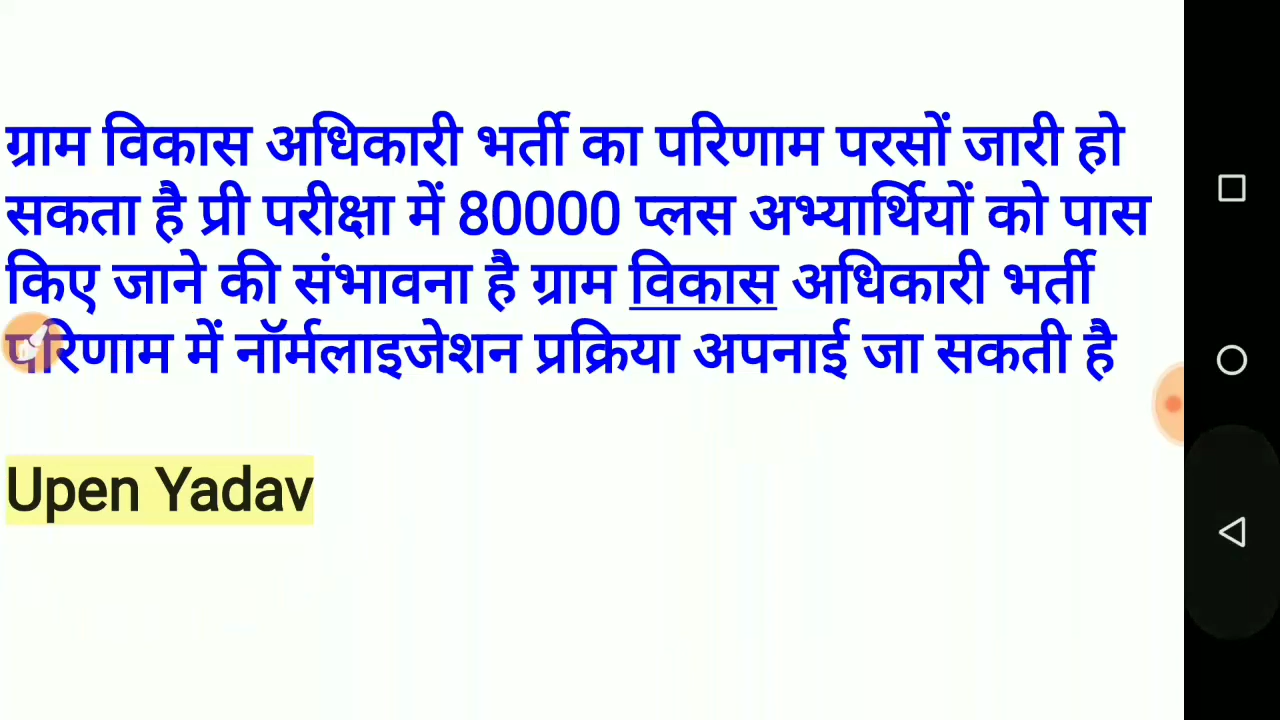 ग्राम विकास अधिकारी भर्ती का परिणाम परसों जारी हो
सकता है प्री परीक्षा में 80000 प्लस अभ्यार्थियों को पास
किए जाने की संभावना है ग्राम विकास अधिकारी भर्ती
परिणाम में नॉर्मलाइजेशन प्रक्रिया अपनाई जा सकती है
Upen Yadav